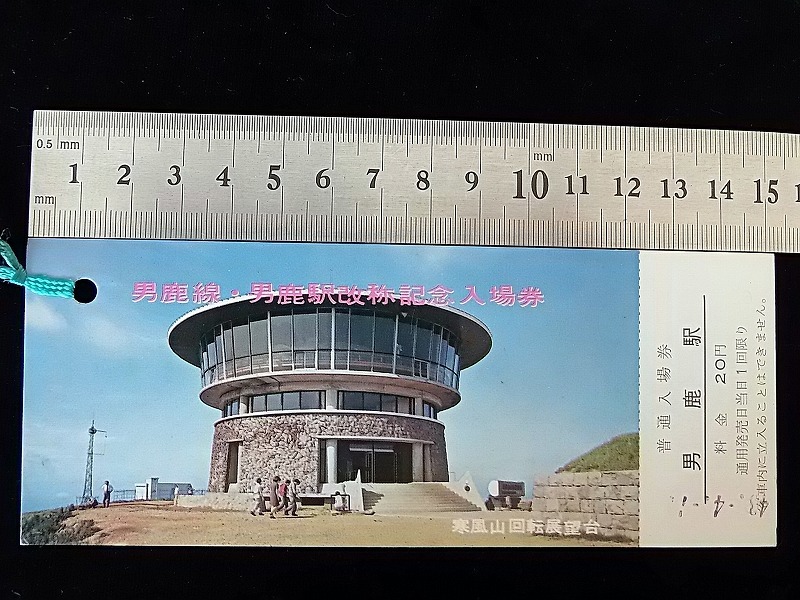 0.5 mm
1 2 3 4 5 6 7 8 9 10 11 12 13 14 15 1
mm
mm
男鹿線・男鹿駅改称記念入場券
寒風山回転展望台
普通入場券
男鹿駅
料金 20円
通用発売日当日1回限り
客車内に立入ることはできません。